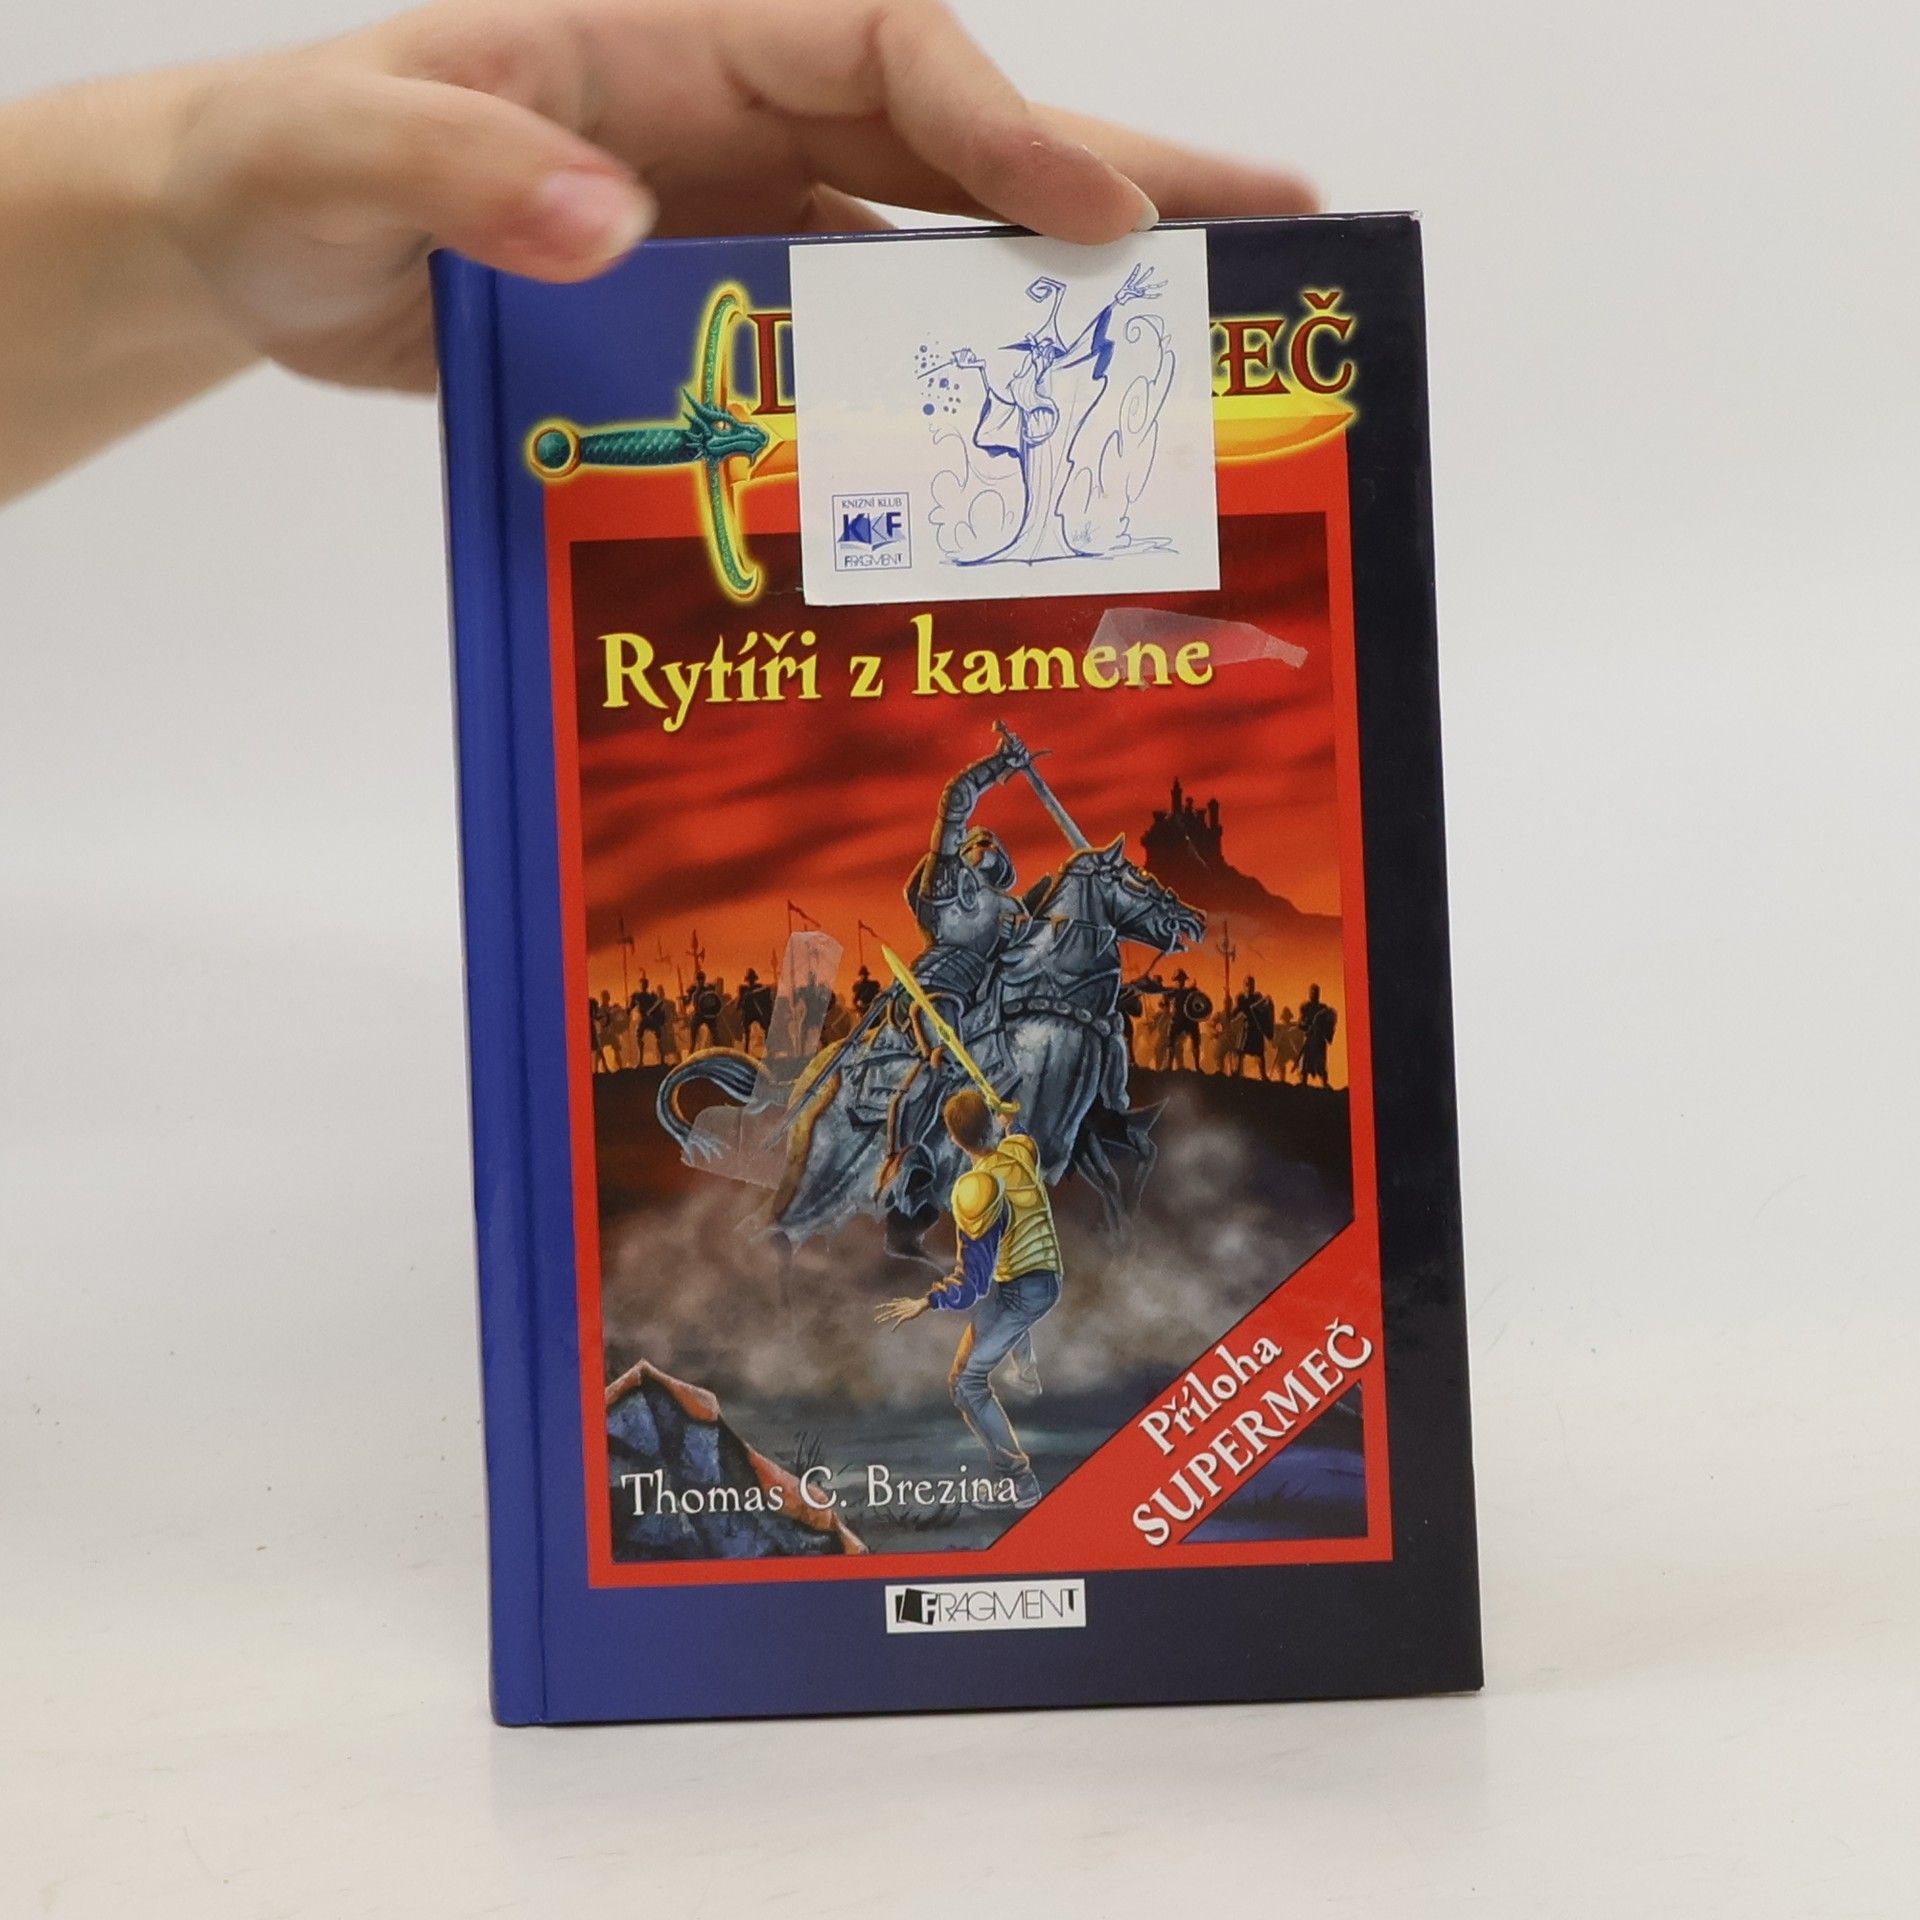 KNIŽNÍ KLUB
KKF
FRAGMENT
Rytíři z kamene
Příloha
SUPERMEČ
Thomas C. Brezina
FRAGMENT